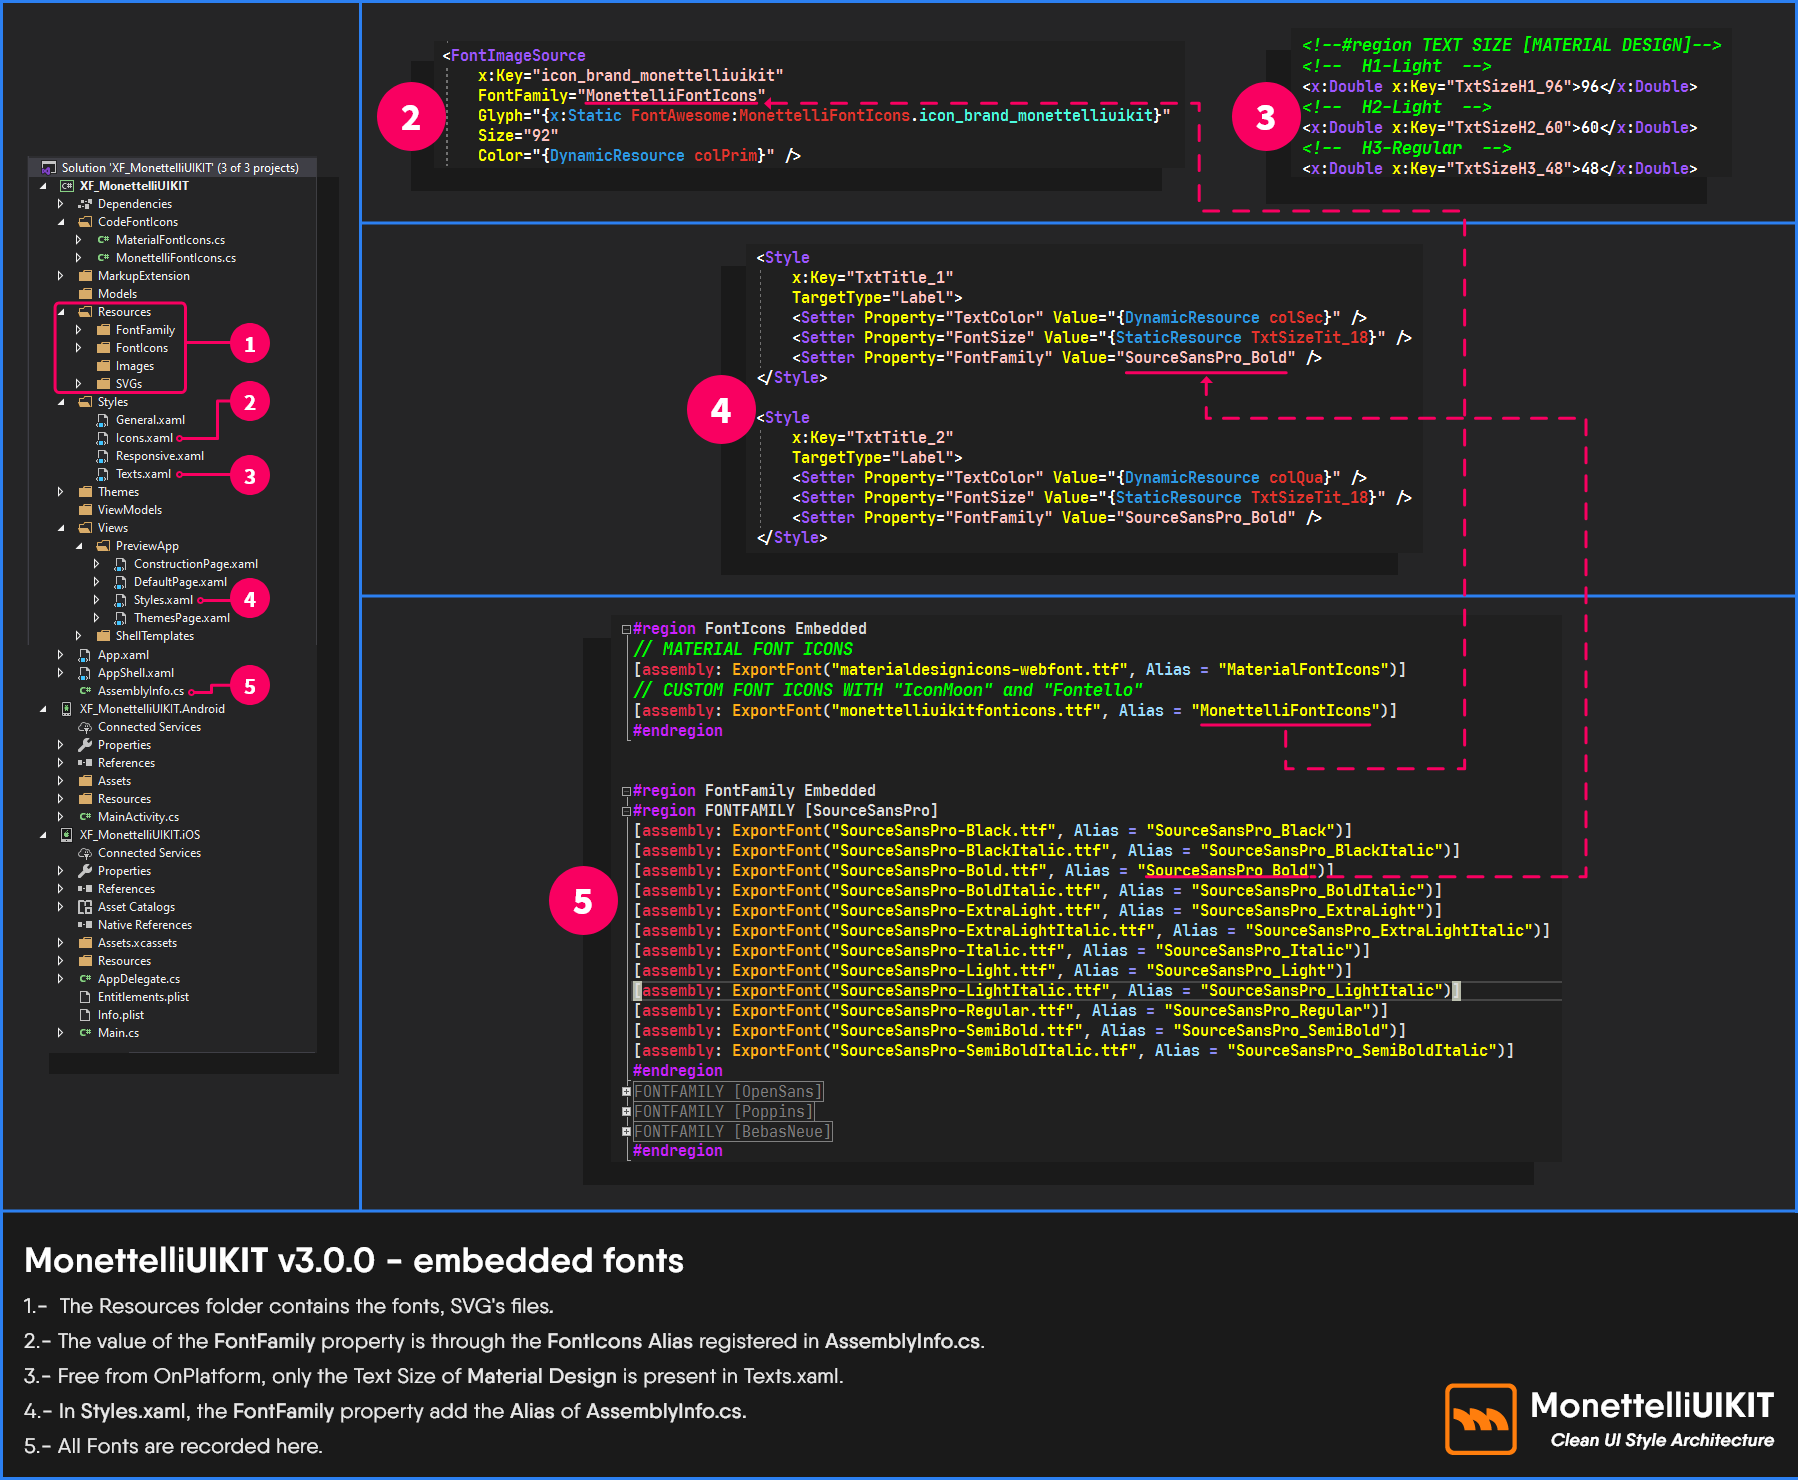 Solution 'XF_MonettelliUIKIT' (3 of 3 projects)
XF_MonettelliUIKIT
Dependencies
CodeFontIcons
MaterialFontIcons.cs
MonettelliFontIcons.cs
MarkupExtension
Models
Resources
FontFamily
FontIcons
Images
SVGs
1
Styles
2
General.xaml
Icons.xaml
Responsive.xaml
Texts.xaml
3
Themes
ViewModels
Views
PreviewApp
ConstructionPage.xaml
DefaultPage.xaml
Styles.xaml
4
ThemesPage.xaml
ShellTemplates
App.xaml
AppShell.xaml
AssemblyInfo.cs
5
XF_MonettelliUIKIT.Android
Connected Services
Properties
References
Assets
Resources
MainActivity.cs
XF_MonettelliUIKIT.iOS
Connected Services
Properties
References
Asset Catalogs
Native References
Assets.xcassets
Resources
AppDelegate.cs
Entitlements.plist
Info.plist
Main.cs
2
<FontImageSource
x:Key="icon_brand_monettelliuikit"
FontFamily="MonettelliFontIcons"
Glyph="{x:Static FontAwesome:MonettelliFontIcons.icon_brand_monettelliuikit}"
Size="92"
Color="{DynamicResource colPrim}" />
3
<!--#region TEXT SIZE [MATERIAL DESIGN]-->
<!--  H1-Light  -->
<x:Double x:Key="TxtSizeH1_96">96</x:Double>
<!--  H2-Light  -->
<x:Double x:Key="TxtSizeH2_60">60</x:Double>
<!--  H3-Regular  -->
<x:Double x:Key="TxtSizeH3_48">48</x:Double>
4
<Style
x:Key="TxtTitle_1"
TargetType="Label">
<Setter Property="TextColor" Value="{DynamicResource colSec}" />
<Setter Property="FontSize" Value="{StaticResource TxtSizeTit_18}" />
<Setter Property="FontFamily" Value="SourceSansPro_Bold" />
</Style>
<Style
x:Key="TxtTitle_2"
TargetType="Label">
<Setter Property="TextColor" Value="{DynamicResource colQua}" />
<Setter Property="FontSize" Value="{StaticResource TxtSizeTit_18}" />
<Setter Property="FontFamily" Value="SourceSansPro_Bold" />
</Style>
5
#region FontIcons Embedded
// MATERIAL FONT ICONS
[assembly: ExportFont("materialdesignicons-webfont.ttf", Alias = "MaterialFontIcons")]
// CUSTOM FONT ICONS WITH "IconMoon" and "Fontello"
[assembly: ExportFont("monettelliuikitfonticons.ttf", Alias = "MonettelliFontIcons")]
#endregion
#region FontFamily Embedded
#region FONTFAMILY [SourceSansPro]
[assembly: ExportFont("SourceSansPro-Black.ttf", Alias = "SourceSansPro_Black")]
[assembly: ExportFont("SourceSansPro-BlackItalic.ttf", Alias = "SourceSansPro_BlackItalic")]
[assembly: ExportFont("SourceSansPro-Bold.ttf", Alias = "SourceSansPro_Bold")]
[assembly: ExportFont("SourceSansPro-BoldItalic.ttf", Alias = "SourceSansPro_BoldItalic")]
[assembly: ExportFont("SourceSansPro-ExtraLight.ttf", Alias = "SourceSansPro_ExtraLight")]
[assembly: ExportFont("SourceSansPro-ExtraLightItalic.ttf", Alias = "SourceSansPro_ExtraLightItalic")]
[assembly: ExportFont("SourceSansPro-Italic.ttf", Alias = "SourceSansPro_Italic")]
[assembly: ExportFont("SourceSansPro-Light.ttf", Alias = "SourceSansPro_Light")]
[assembly: ExportFont("SourceSansPro-LightItalic.ttf", Alias = "SourceSansPro_LightItalic")]
[assembly: ExportFont("SourceSansPro-Regular.ttf", Alias = "SourceSansPro_Regular")]
[assembly: ExportFont("SourceSansPro-SemiBold.ttf", Alias = "SourceSansPro_SemiBold")]
[assembly: ExportFont("SourceSansPro-SemiBoldItalic.ttf", Alias = "SourceSansPro_SemiBoldItalic")]
#endregion
FONTFAMILY [OpenSans]
FONTFAMILY [Poppins]
FONTFAMILY [BebasNeue]
#endregion
MonettelliUIKIT v3.0.0 - embedded fonts
1.-  The Resources folder contains the fonts, SVG's files.
2.- The value of the FontFamily property is through the FontIcons Alias registered in AssemblyInfo.cs.
3.- Free from OnPlatform, only the Text Size of Material Design is present in Texts.xaml.
4.- In Styles.xaml, the FontFamily property add the Alias of AssemblyInfo.cs.
5.- All Fonts are recorded here.
MonettelliUIKIT
Clean UI Style Architecture